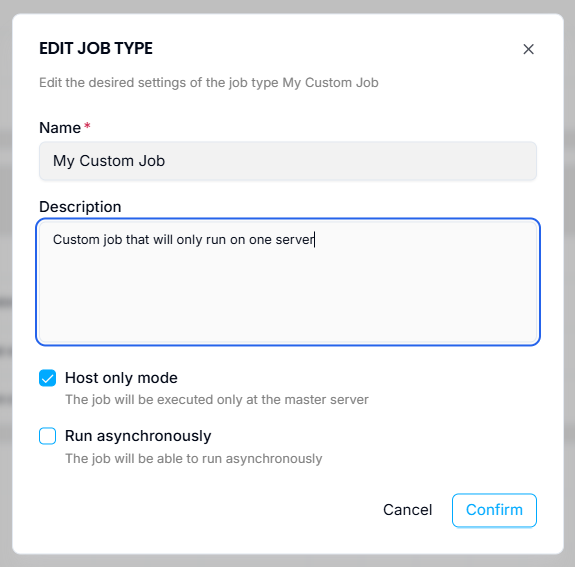 EDIT JOB TYPE
Edit the desired settings of the job type My Custom Job
Name*
My Custom Job
Description
Custom job that will only run on one server
Host only mode
The job will be executed only at the master server
Run asynchronously
The job will be able to run asynchronously
Cancel Confirm